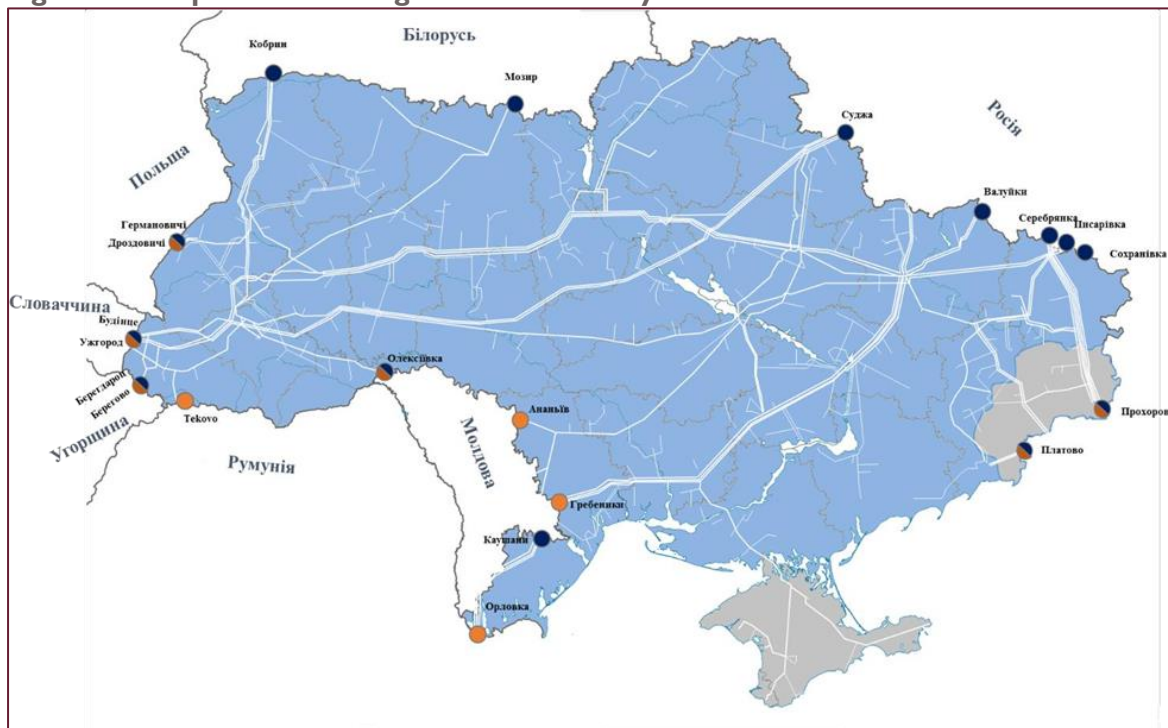 Білорусь
Кобрин
Мозир
Суджа
Росія
Польша
Валуйки
Серебрянка
Писарівка
Сохранівка
Германовичі
Дроздовичі
Словаччина
Будінце
Ужгород
Олексіївка
Берегдароц
Берегово
Tekovo
Ананьїв
Угорщина
Румунія
Молдова
Прохоров
Платово
Гребеники
Каушани
Орловка